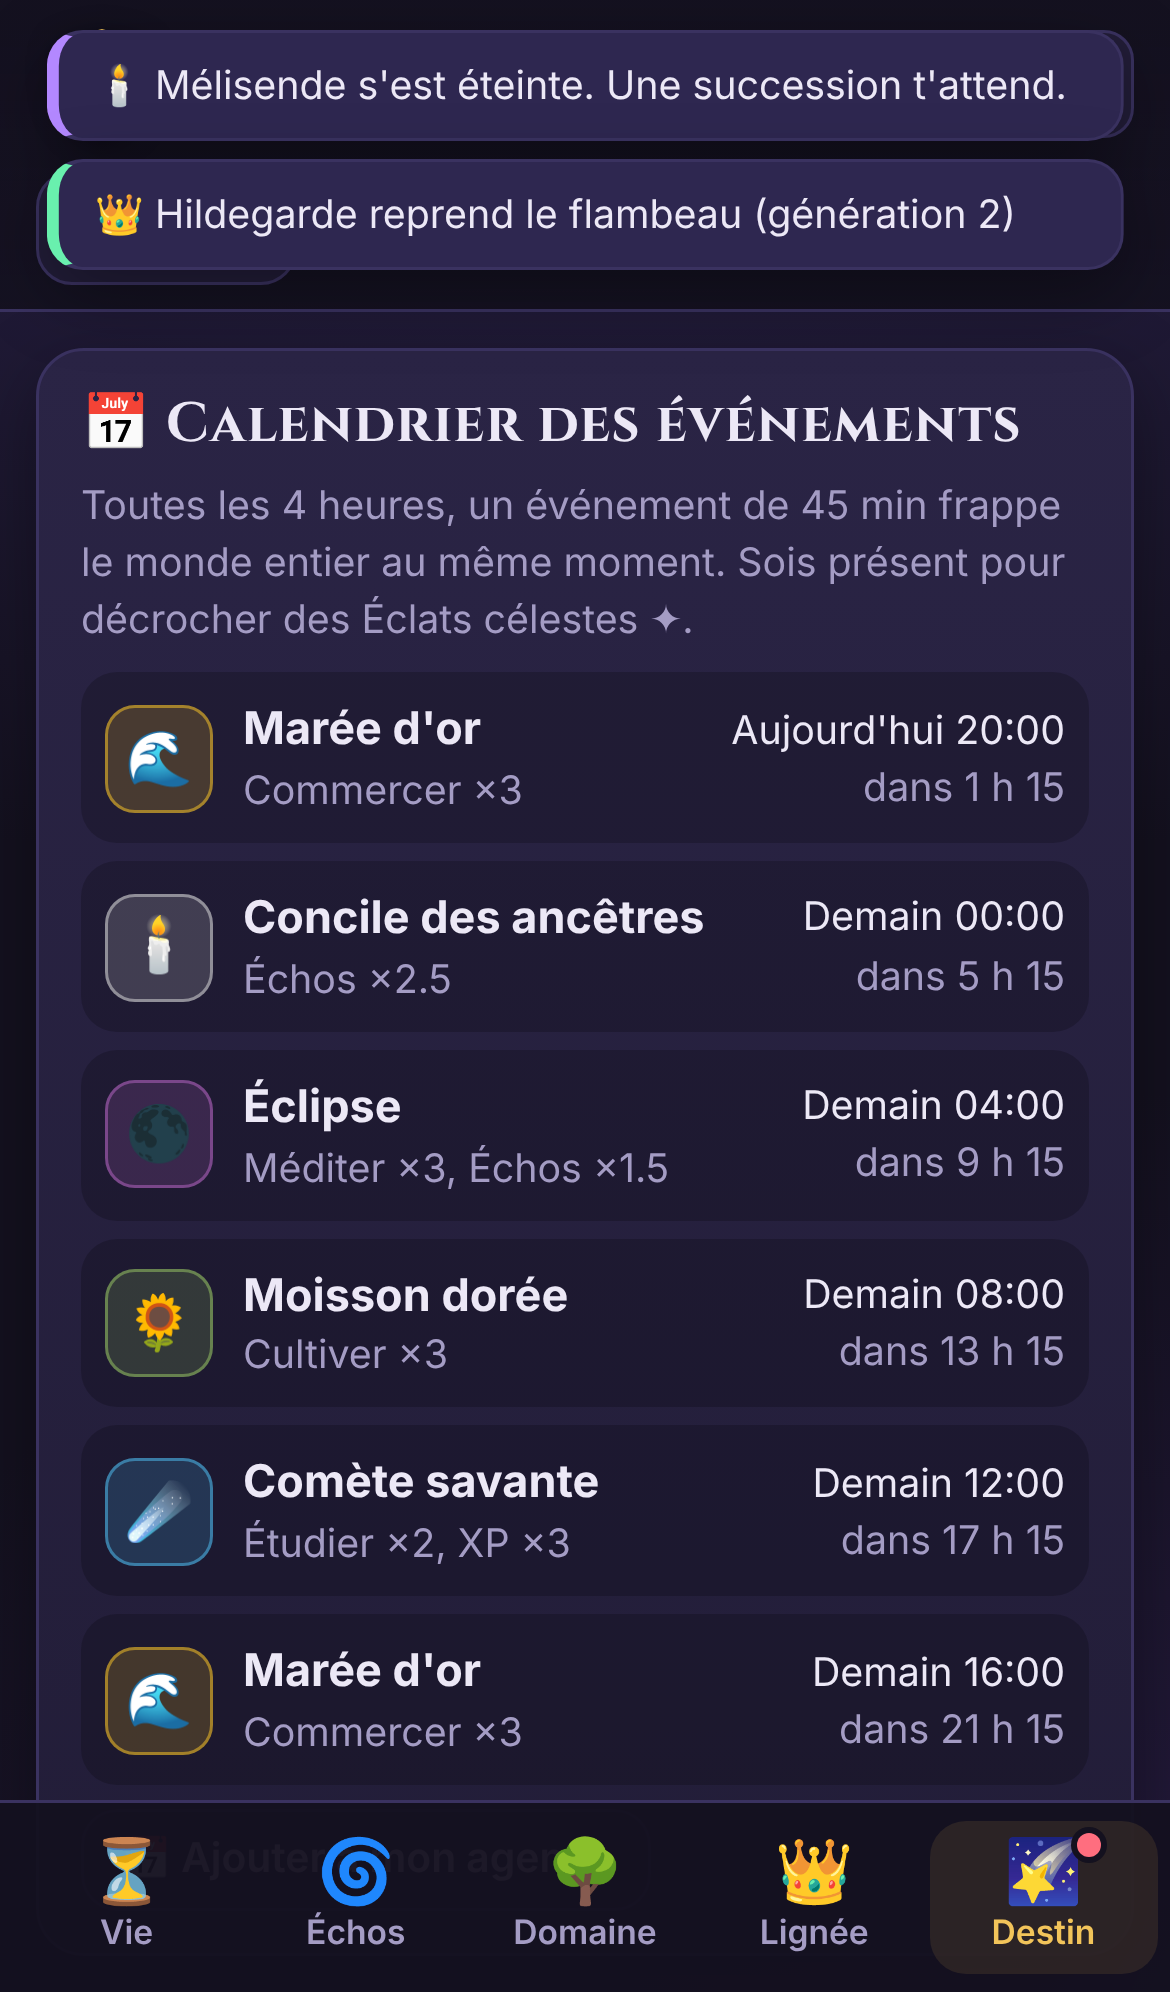 Mélisende s'est éteinte. Une succession t'attend.
Hildegarde reprend le flambeau (génération 2)
July
17
Calendrier des événements
Toutes les 4 heures, un événement de 45 min frappe
le monde entier au même moment. Sois présent pour
décrocher des Éclats célestes ✦.
Marée d'or
Aujourd'hui 20:00
Commercer ×3
dans 1 h 15
Concile des ancêtres
Demain 00:00
Échos ×2.5
dans 5 h 15
Éclipse
Demain 04:00
Méditer ×3, Échos ×1.5
dans 9 h 15
Moisson dorée
Demain 08:00
Cultiver ×3
dans 13 h 15
Comète savante
Demain 12:00
Étudier ×2, XP ×3
dans 17 h 15
Marée d'or
Demain 16:00
Commercer ×3
dans 21 h 15
Vie
Échos
Domaine
Lignée
Destin